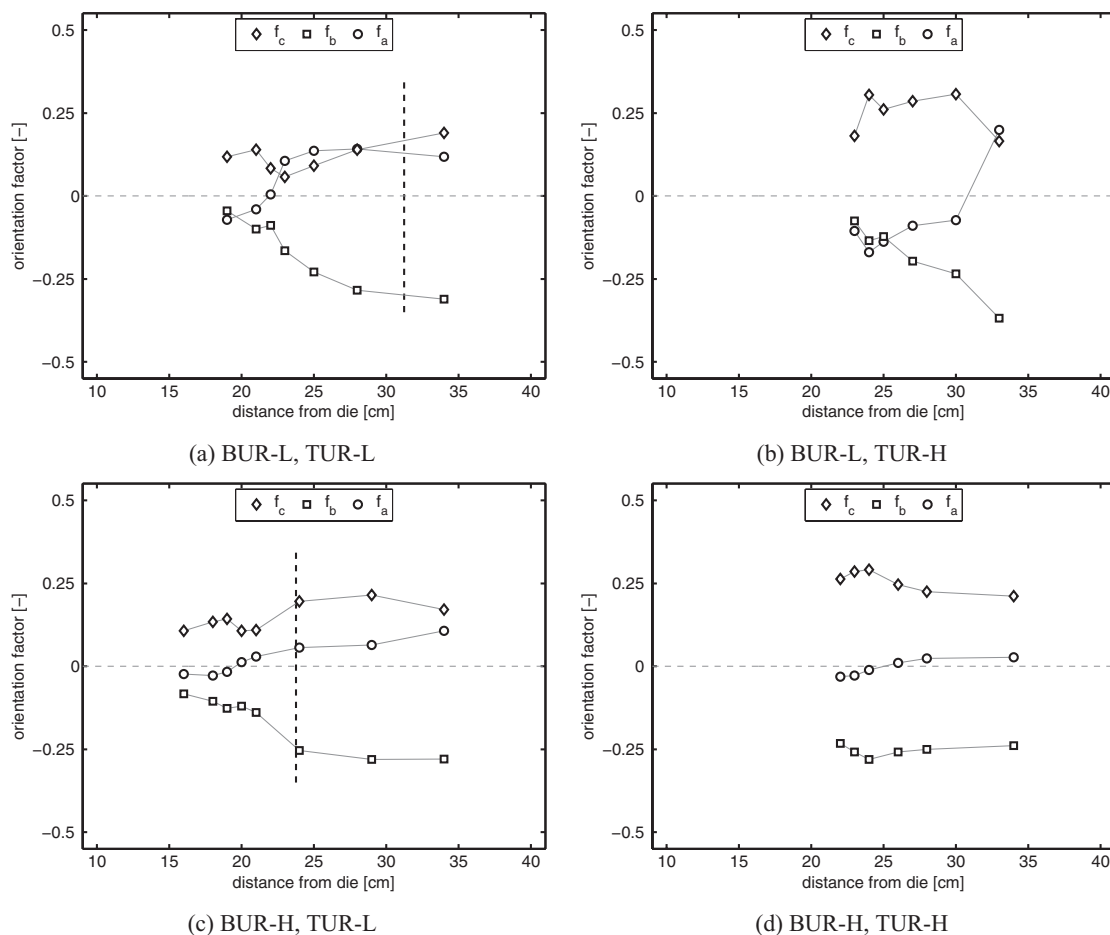 f_c f_b f_a
0.5
0.25
0
−0.25
−0.5
orientation factor [-]
10 15 20 25 30 35 40
distance from die [cm]
(a) BUR-L, TUR-L
f_c f_b f_a
0.5
0.25
0
−0.25
−0.5
orientation factor [-]
10 15 20 25 30 35 40
distance from die [cm]
(b) BUR-L, TUR-H
f_c f_b f_a
0.5
0.25
0
−0.25
−0.5
orientation factor [-]
10 15 20 25 30 35 40
distance from die [cm]
(c) BUR-H, TUR-L
f_c f_b f_a
0.5
0.25
0
−0.25
−0.5
orientation factor [-]
10 15 20 25 30 35 40
distance from die [cm]
(d) BUR-H, TUR-H